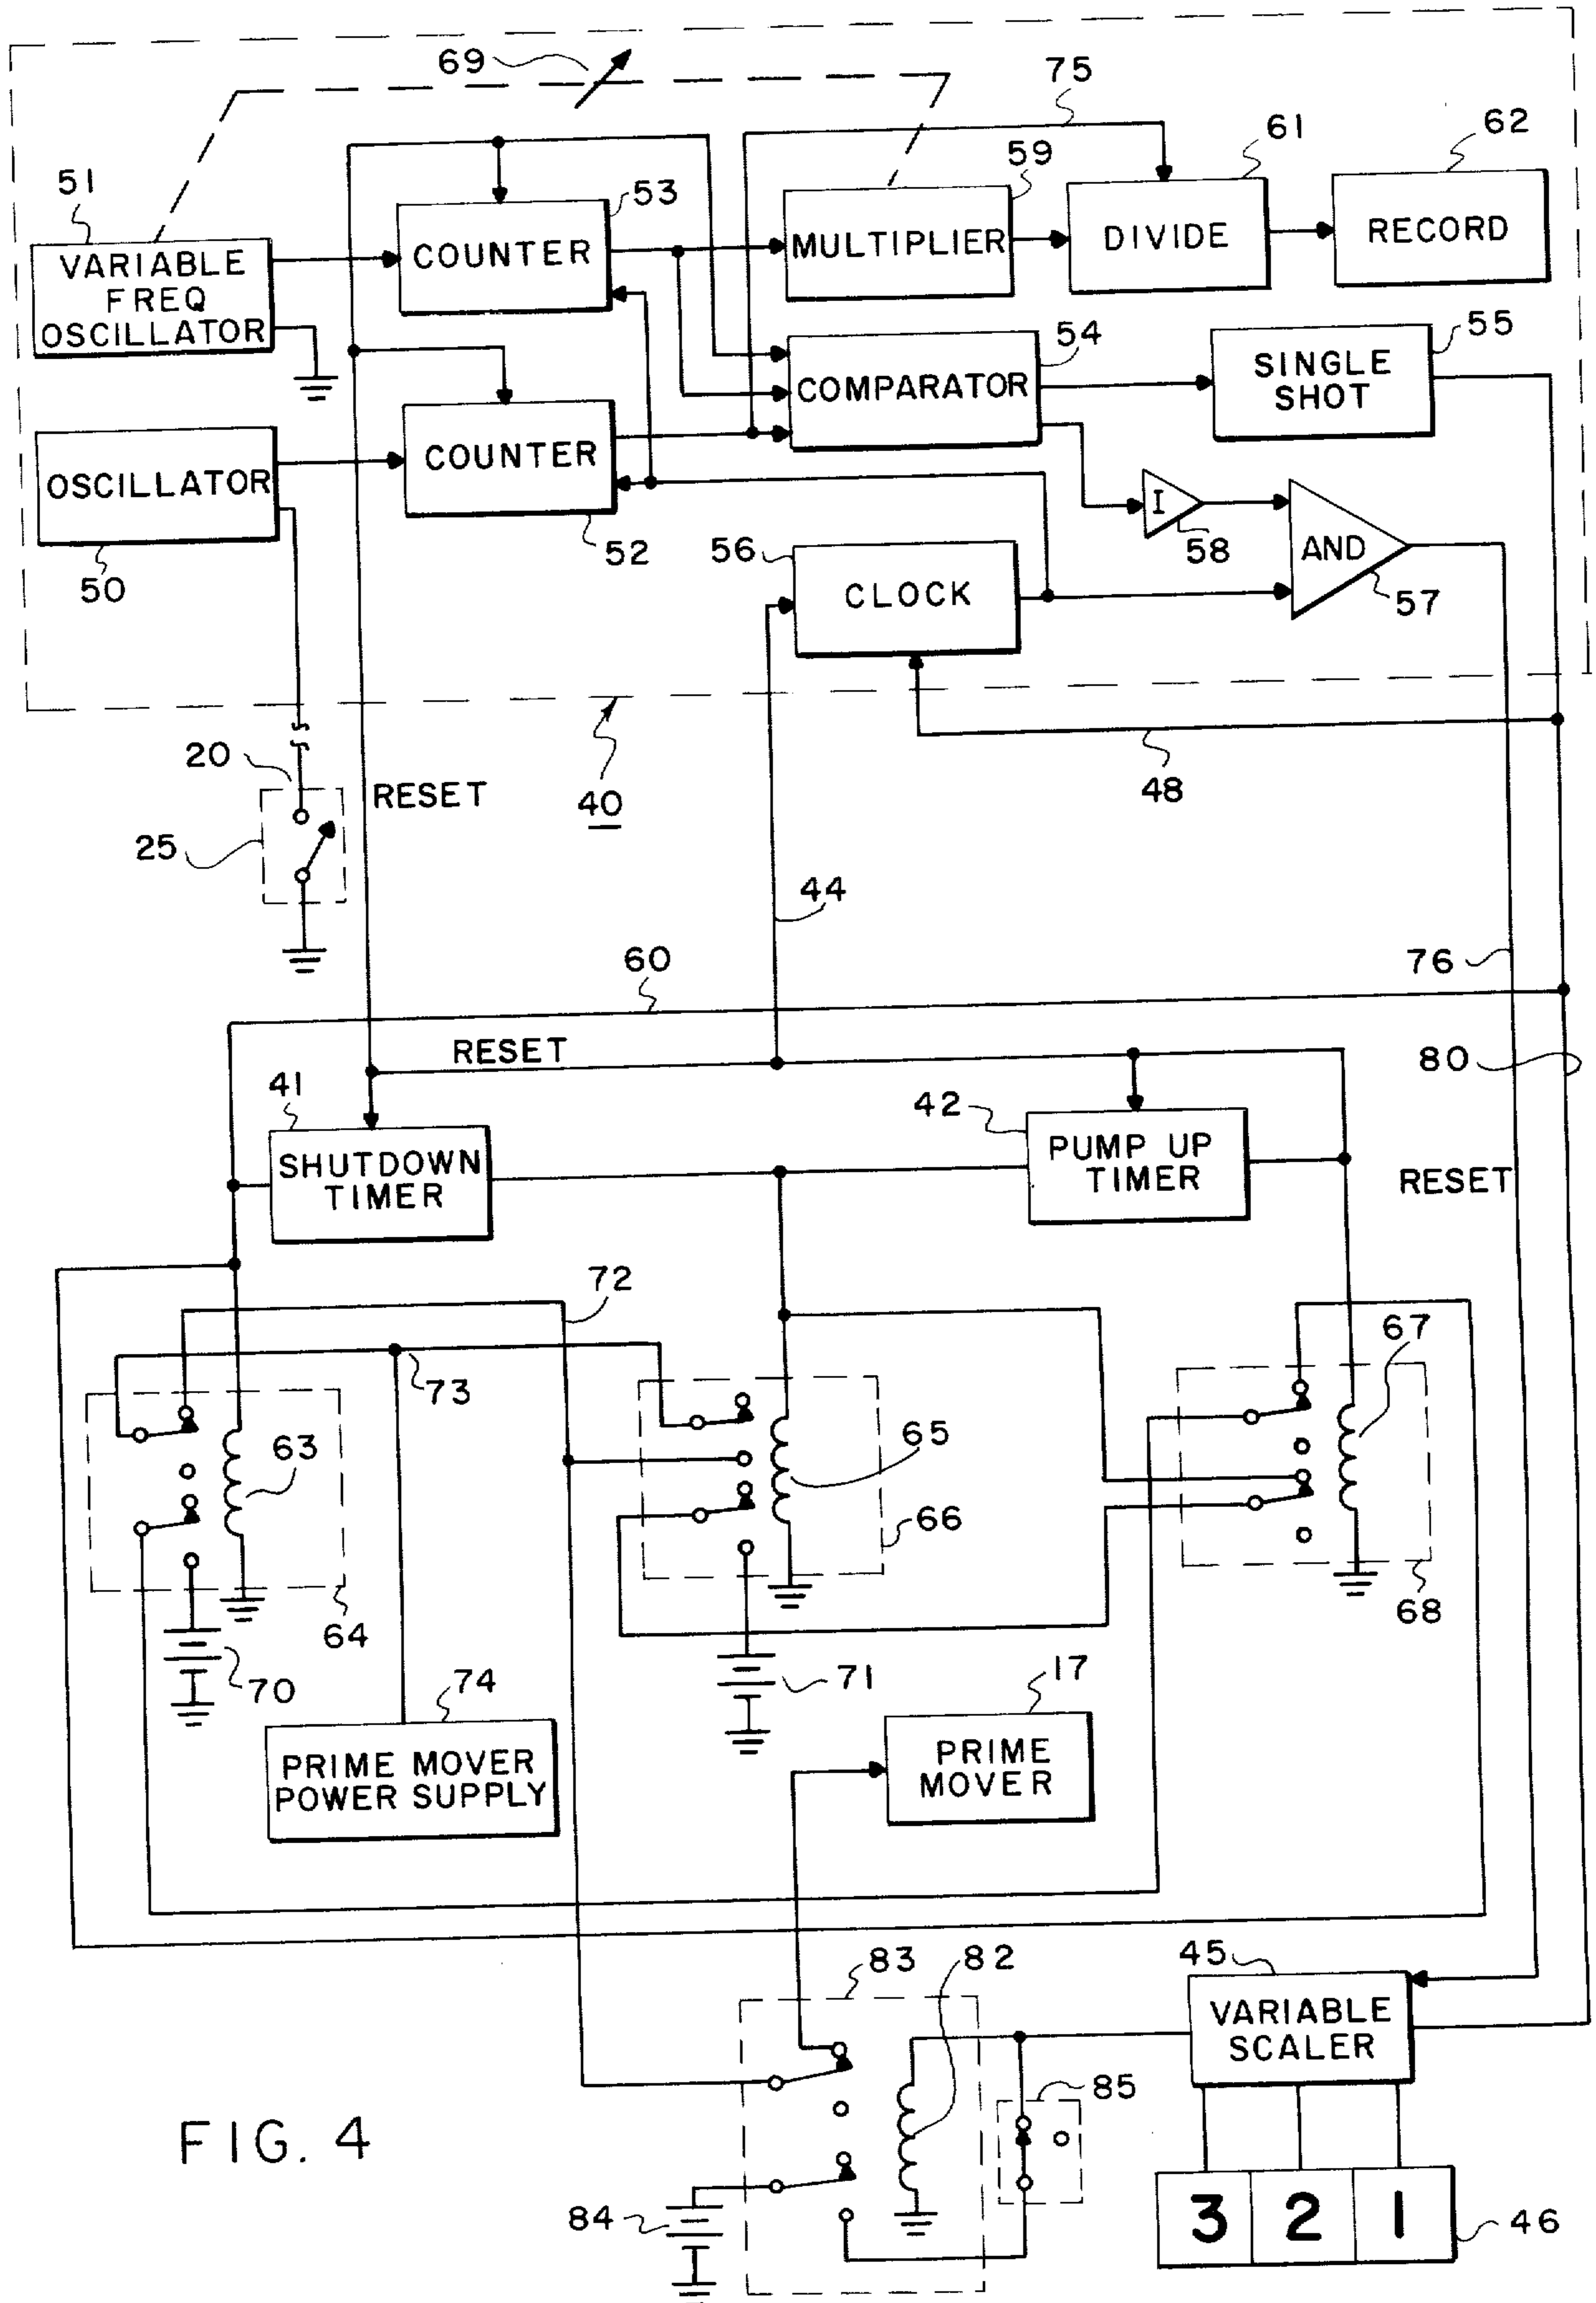 69
75
61
62
51
53
59
VARIABLE
FREQ
OSCILLATOR
COUNTER
MULTIPLIER
DIVIDE
RECORD
54
55
COMPARATOR
SINGLE
SHOT
OSCILLATOR
COUNTER
I
58
AND
57
50
52
56
CLOCK
20
RESET
40
48
25
44
60
76
RESET
80
41
42
SHUTDOWN
TIMER
PUMP UP
TIMER
RESET
72
73
67
63
65
66
64
68
70
74
71
17
PRIME MOVER
POWER SUPPLY
PRIME
MOVER
83
82
45
VARIABLE
SCALER
85
FIG. 4
84
3 2 1
46